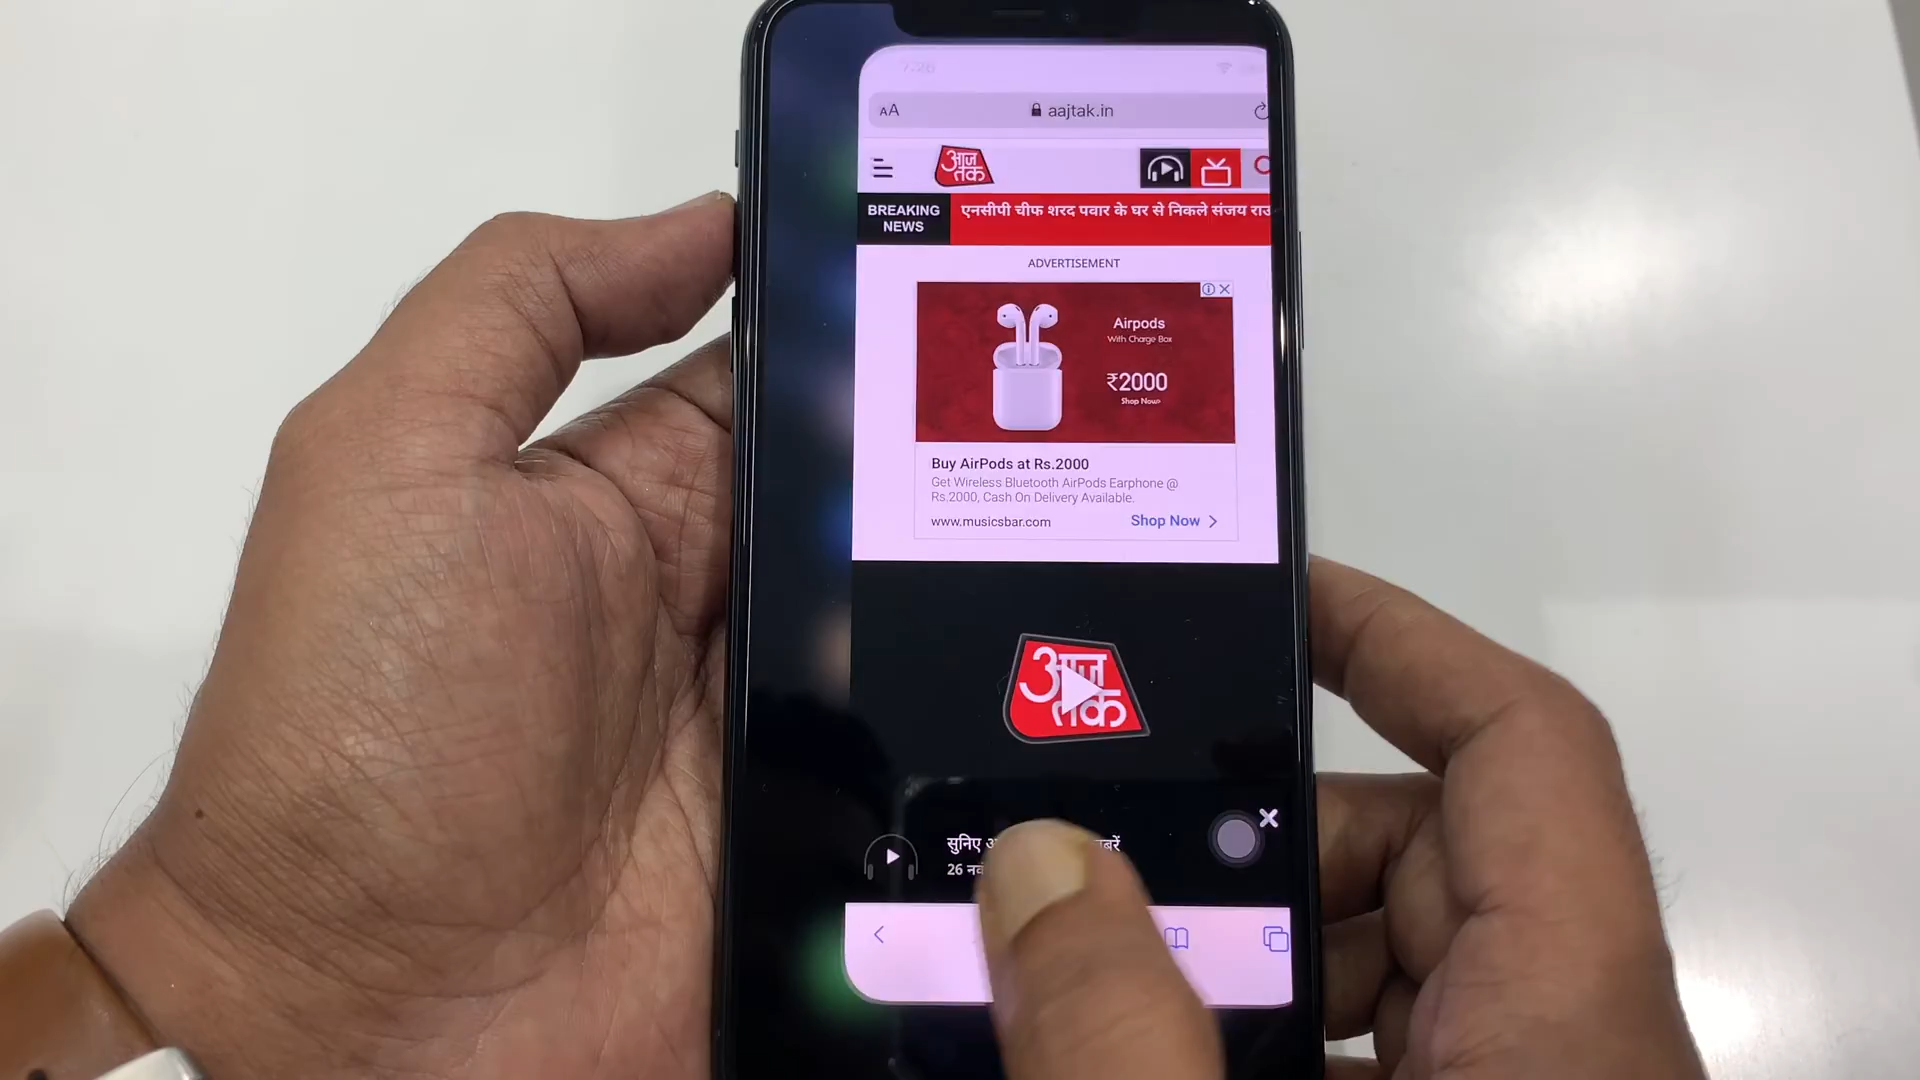 7:26
AA
aajtak.in
आज
तक
BREAKING
NEWS
एनसीपी चीफ शरद पवार के घर से निकले संजय
ADVERTISEMENT
Airpods
With Charge Box
₹2000
Shop Now
Buy AirPods at Rs.2000
Get Wireless Bluetooth AirPods Earphone @
Rs.2000, Cash On Delivery Available.
www.musicsbar.com
Shop Now
आज
तक
सुनिए
26